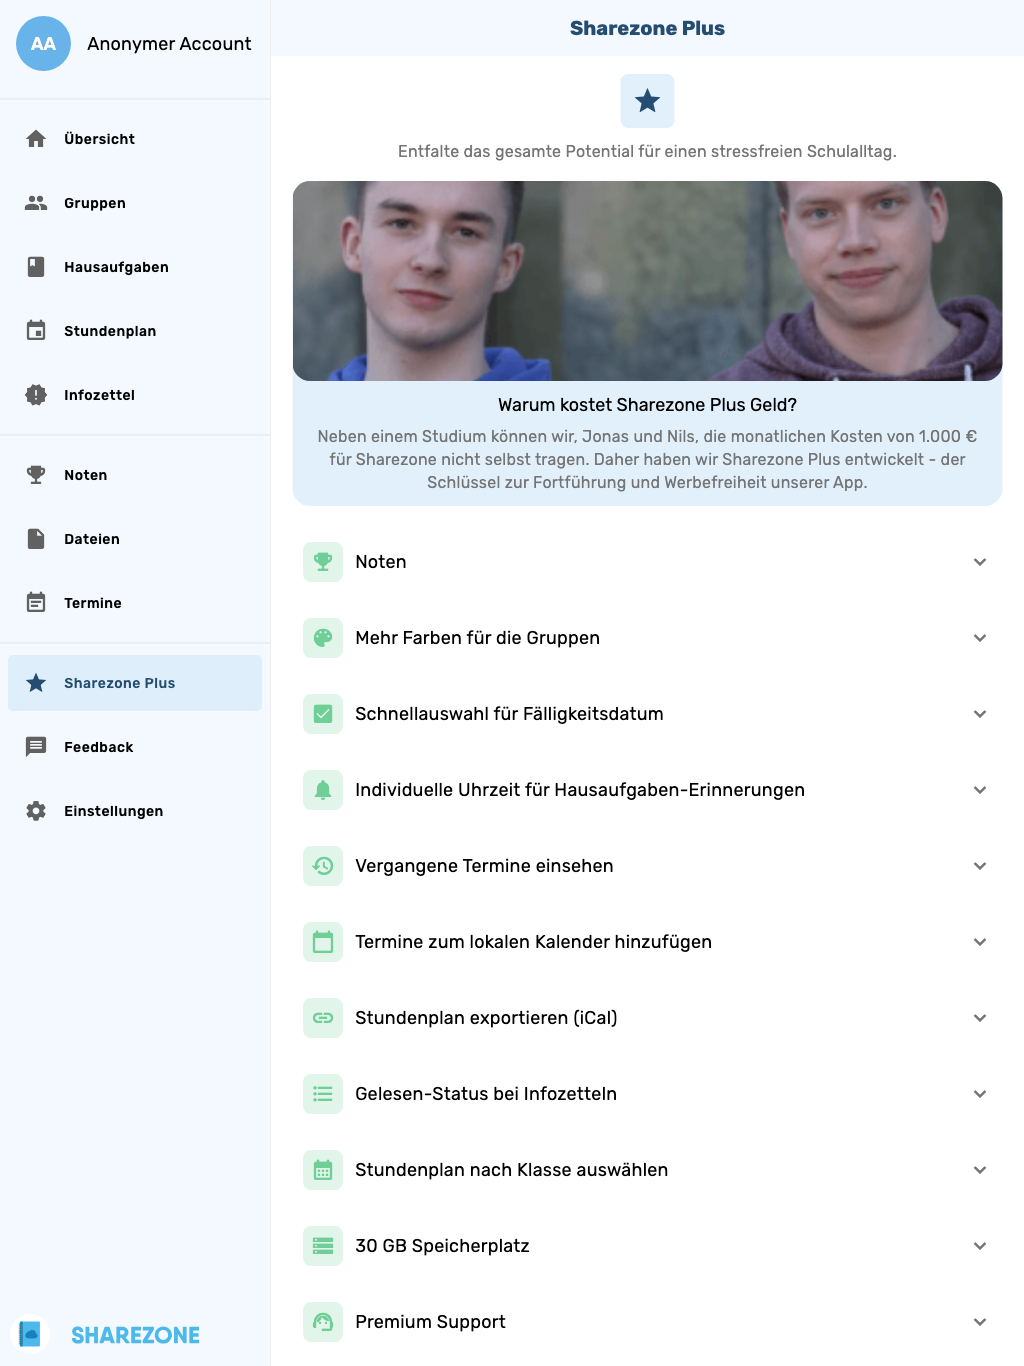 AA
Anonymer Account
Übersicht
Gruppen
Hausaufgaben
Stundenplan
Infozettel
Noten
Dateien
Termine
Sharezone Plus
Feedback
Einstellungen
SHAREZONE
Sharezone Plus
Entfalte das gesamte Potential für einen stressfreien Schulalltag.
Warum kostet Sharezone Plus Geld?
Neben einem Studium können wir, Jonas und Nils, die monatlichen Kosten von 1.000 €
für Sharezone nicht selbst tragen. Daher haben wir Sharezone Plus entwickelt - der
Schlüssel zur Fortführung und Werbefreiheit unserer App.
Noten
Mehr Farben für die Gruppen
Schnellauswahl für Fälligkeitsdatum
Individuelle Uhrzeit für Hausaufgaben-Erinnerungen
Vergangene Termine einsehen
Termine zum lokalen Kalender hinzufügen
Stundenplan exportieren (iCal)
Gelesen-Status bei Infozetteln
Stundenplan nach Klasse auswählen
30 GB Speicherplatz
Premium Support